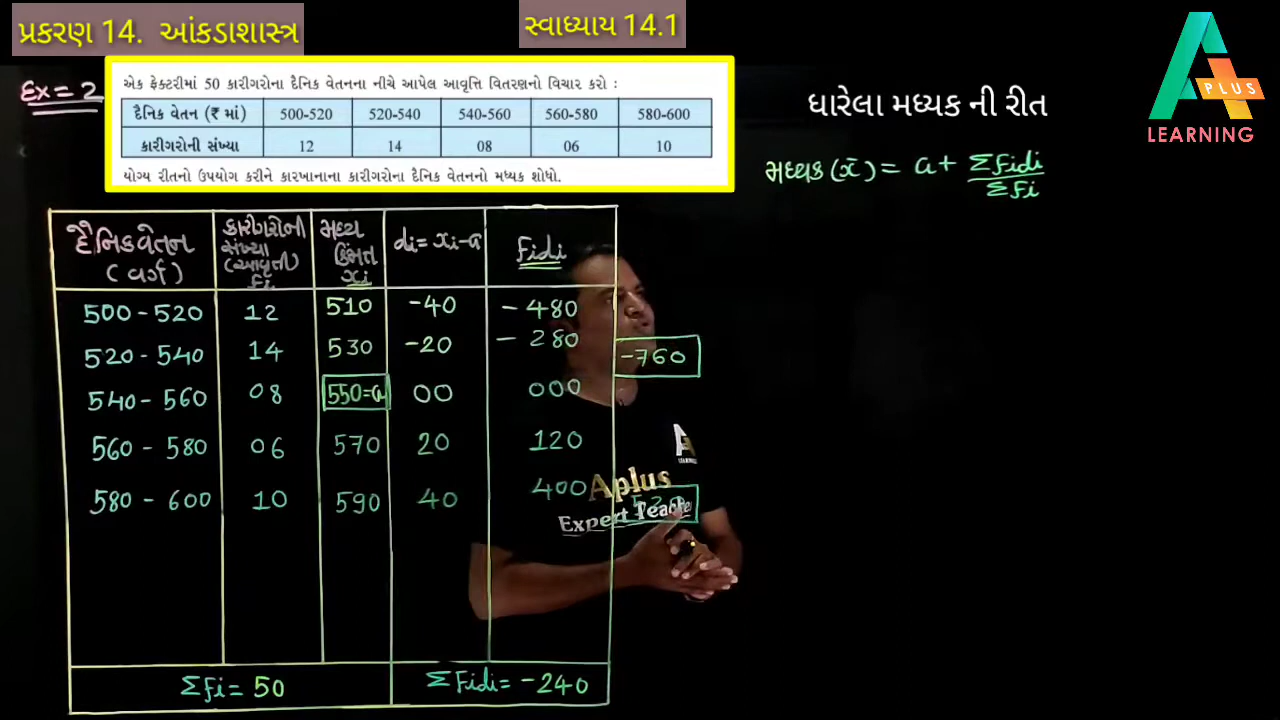 પ્રકરણ 14. આંકડાશાસ્ત્ર
સ્વાધ્યાય 14.1
Ex = 2
એક ફેક્ટરીમાં 50 કારીગરોના દૈનિક વેતનના નીચે આપેલ આવૃત્તિ વિતરણનો વિચાર કરો :
દૈનિક વેતન (₹ માં) 500-520 520-540 540-560 560-580 580-600
કારીગરોની સંખ્યા 12 14 08 06 10
યોગ્ય રીતનો ઉપયોગ કરીને કારખાનાના કારીગરોના દૈનિક વેતનનો મધ્યક શોધો.
ધારેલા મધ્યક ની રીત
મધ્યક (x̄) = a + Σfidi / Σfi
A PLUS
LEARNING
દૈનિક વેતન (વર્ગ) કારીગરોની સંખ્યા (આવૃત્તી) fi મધ્ય કિંમત xi di = xi-a fidi
500-520 12 510 -40 -480
520-540 14 530 -20 -280
-760
540-560 08 550=a 00 000
560-580 06 570 20 120
580-600 10 590 40 400
520
Aplus
Expert Teacher
Σfi = 50 Σfidi = -240